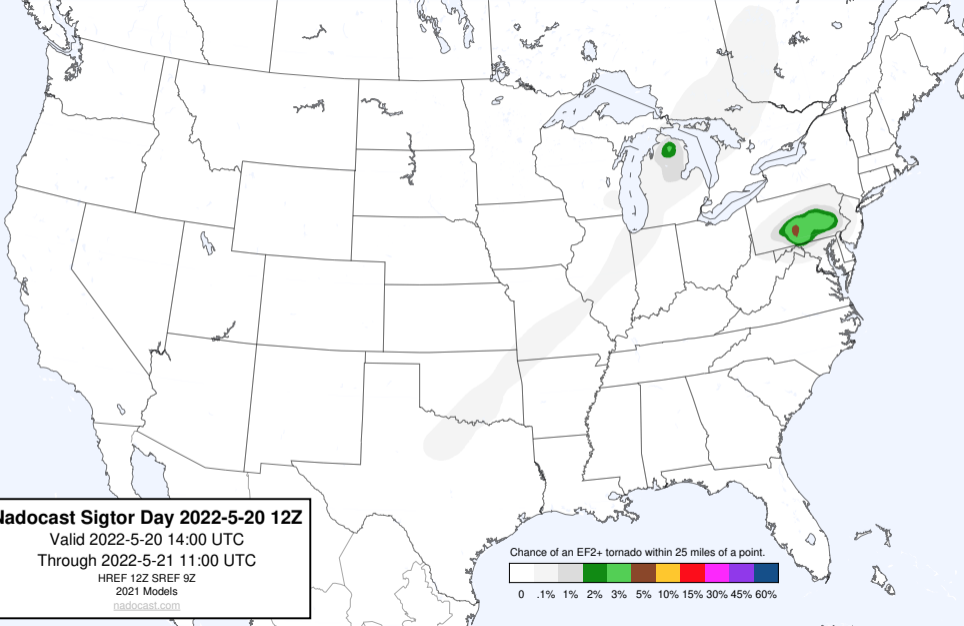 Nadocast Sigtor Day 2022-5-20 12Z
Valid 2022-5-20 14:00 UTC
Through 2022-5-21 11:00 UTC
HREF 12Z SREF 9Z
2021 Models
nadocast.com
Chance of an EF2+ tornado within 25 miles of a point.
0 .1% 1% 2% 3% 5% 10% 15% 30% 45% 60%